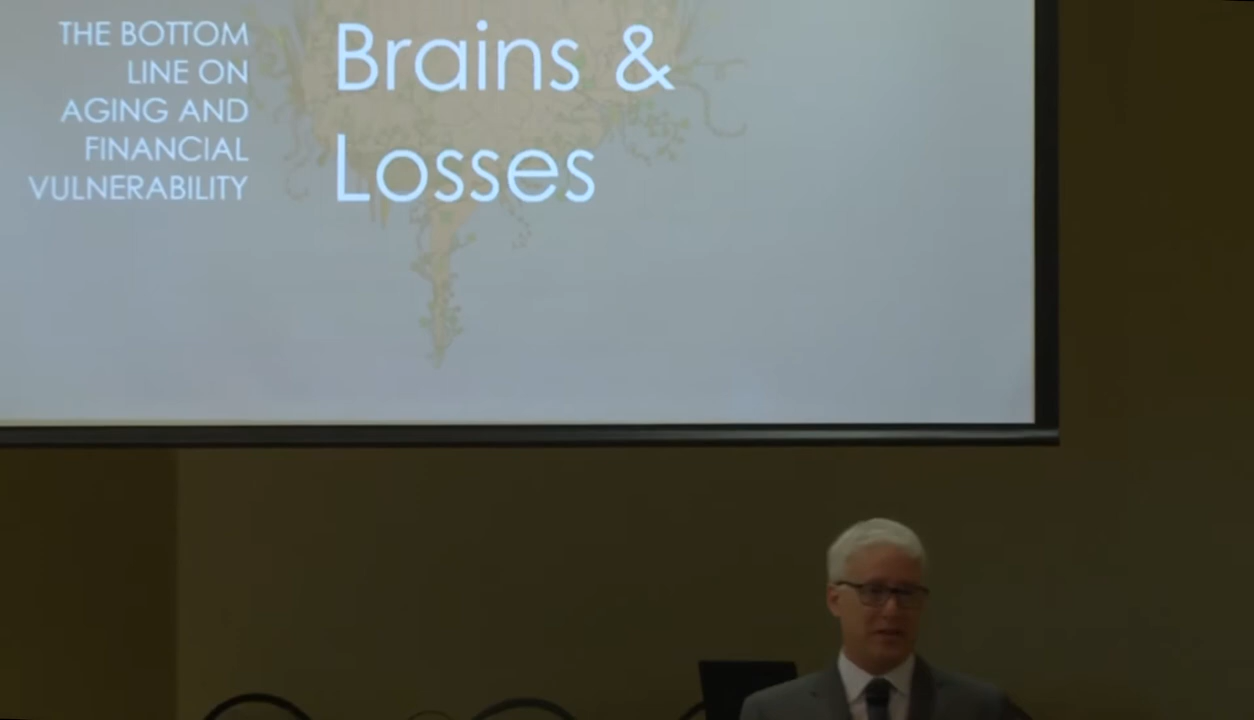 THE BOTTOM
LINE ON
AGING AND
FINANCIAL
VULNERABILITY
Brains &
Losses